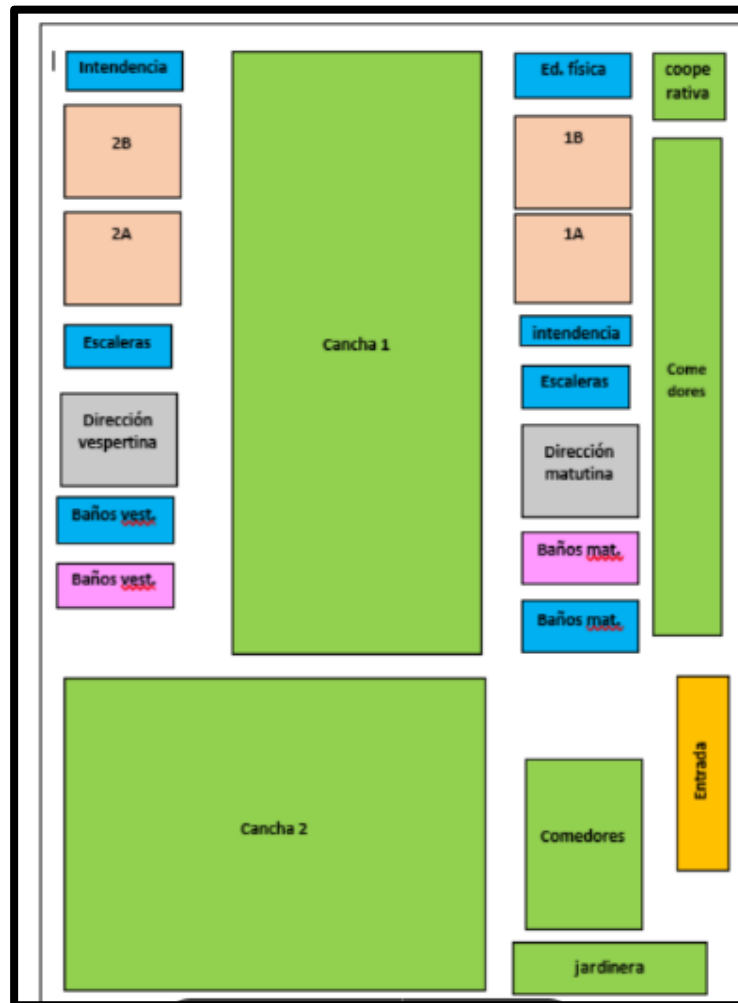 Intendencia
2B
2A
Escaleras
Dirección
vespertina
Baños vest.
Baños vest.
Cancha 1
Ed. física
1B
1A
intendencia
Escaleras
Dirección
matutina
Baños mat.
Baños mat.
coope
rativa
Come
dores
Cancha 2
Comedores
Entrada
jardinera